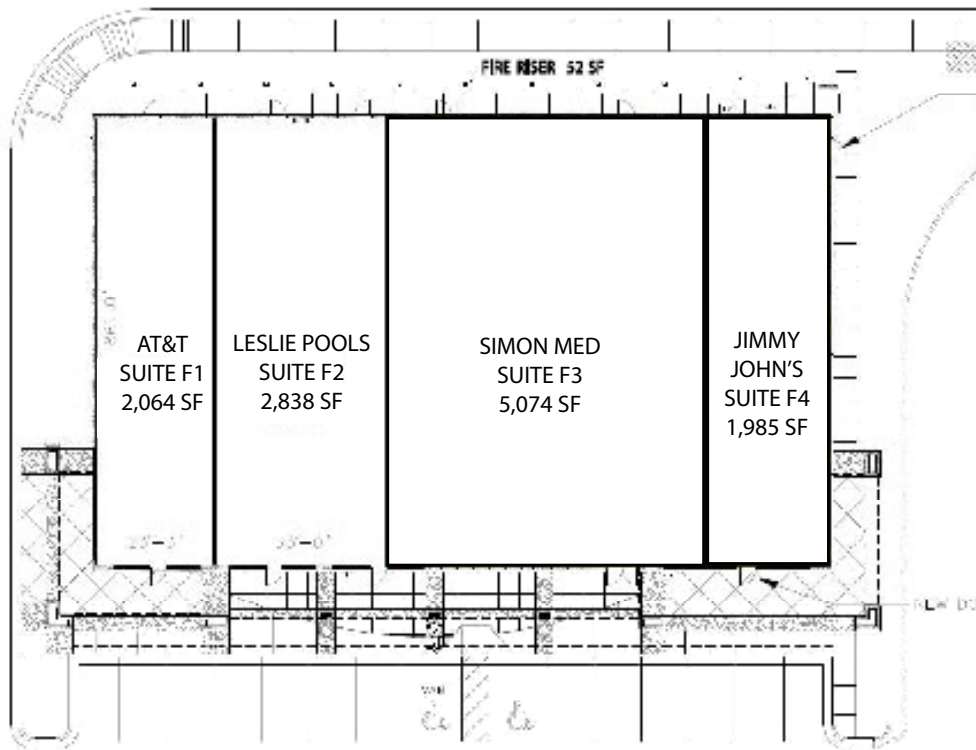 FIRE RISER 52 SF
AT&T
SUITE F1
2,064 SF
LESLIE POOLS
SUITE F2
2,838 SF
SIMON MED
SUITE F3
5,074 SF
JIMMY
JOHN'S
SUITE F4
1,985 SF
VAN